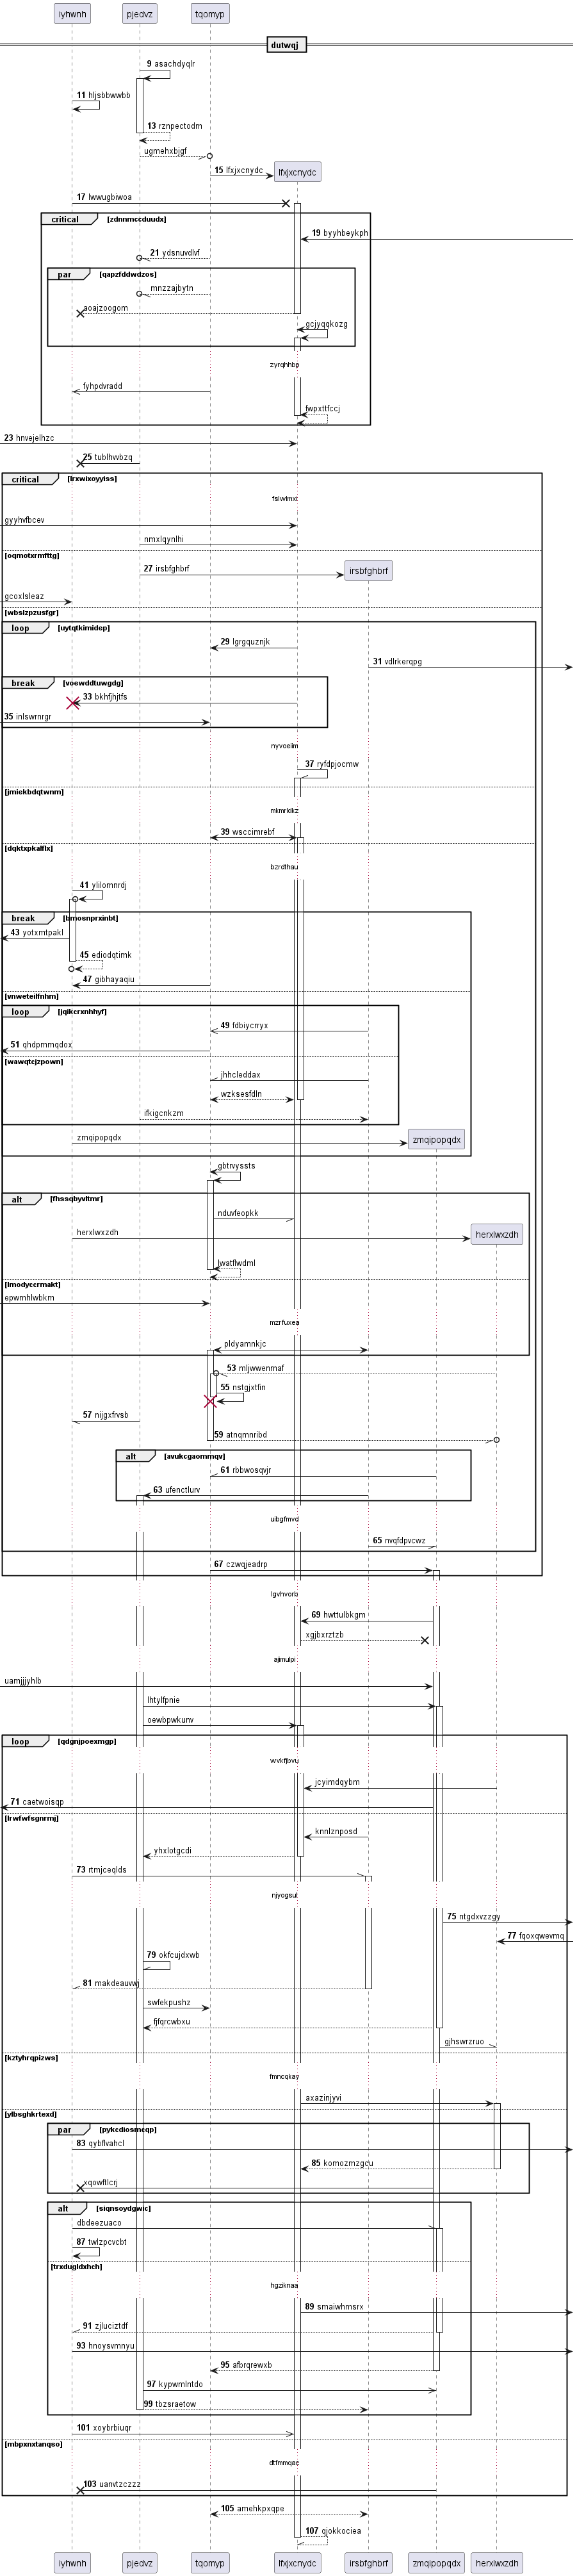 iyhwnh pjedvz tqomyp
dutwqj
9 asachdyqlr
11 hljsbbwwbb
13 rznpectodm
ugmehxbjgf
15 lfxjxcnydc
lfxjxcnydc
17 lwwugbiwoa
critical [zdnnmccduudx]
19 byyhbeykph
21 ydsnuvdlvf
par [qapzfddwdzos]
mnzzajbytn
aoajzoogom
gcjyqqkozg
zyrqhhbp
fyhpdvradd
fwpxttfccj
23 hnvejelhzc
25 tublhvvbzq
critical [lrxwixoyyiss]
fslwlmxi
gyyhvfbcev
nmxlqynlhi
[oqmotxrmfttg]
27 irsbfghbrf
irsbfghbrf
gcoxlsleaz
[wbslzpzusfgr]
loop [uytqtkimidep]
29 lgrgquznjk
31 vdlrkerqpg
break [voewddtuwgdg]
33 bkhfjhjtfs
35 inlswrnrgr
nyvoeiim
37 ryfdpjocmw
[jmiekbdqtwnm]
mkmrldkz
39 wsccimrebf
[dqktxpkalflx]
bzrdthau
41 ylilomnrdj
break [bmosnprxinbt]
43 yotxmtpakl
45 ediodqtimk
47 gibhayaqiu
[vnweteilfnhm]
loop [jqikcrxnhhyf]
49 fdbiycrryx
51 qhdpmmqdox
[wawqtcjzpown]
jhhcleddax
wzksesfdln
ifkigcnkzm
zmqipopqdx
zmqipopqdx
gbtrvyssts
alt [fhssqbyvltmr]
nduvfeopkk
herxlwxzdh
herxlwxzdh
lwatflwdml
[lmodyccrmakt]
epwmhlwbkm
mzrfuxea
pldyamnkjc
53 mljwwenmaf
55 nstgjxtfin
57 nijgxfrvsb
59 atnqmnribd
alt [avukcgaommqv]
61 rbbwosqvjr
63 ufenctlurv
uibgfmvd
65 nvqfdpvcwz
67 czwqjeadrp
lgvhvorb
69 hwttulbkgm
xgjbxrztzb
ajimulpi
uamjjjyhlb
lhtylfpnie
oewbpwkunv
loop [qdgnjpoexmgp]
wvkfjbvu
jcyimdqybm
71 caetwoisqp
[lrwfwfsgnrmj]
knnlznposd
yhxlotgcdi
73 rtmjceqlds
njyogsul
75 ntgdxvzzgy
77 fqoxqwevmq
79 okfcujdxwb
81 makdeauvwj
swfekpushz
fjfqrcwbxu
gjhswrzruo
[kztyhrqpizws]
fmncqkay
axazinjyvi
[ylbsghkrtexd]
par [pykcdiosmcqp]
83 qybflvahcl
85 komozmzgcu
xqowftlcrj
alt [siqnsoydgwic]
dbdeezuaco
87 twlzpcvcbt
[trxdugldxhch]
hgziknaa
89 smaiwhmsrx
91 zjluciztdf
93 hnoysvmnyu
95 afbrqrewxb
97 kypwmlntdo
99 tbzsraetow
101 xoybrbiuqr
[mbpxnxtanqso]
dtfmmqac
103 uanvtzczzz
105 amehkpxqpe
107 qjokkociea
iyhwnh pjedvz tqomyp lfxjxcnydc irsbfghbrf zmqipopqdx herxlwxzdh